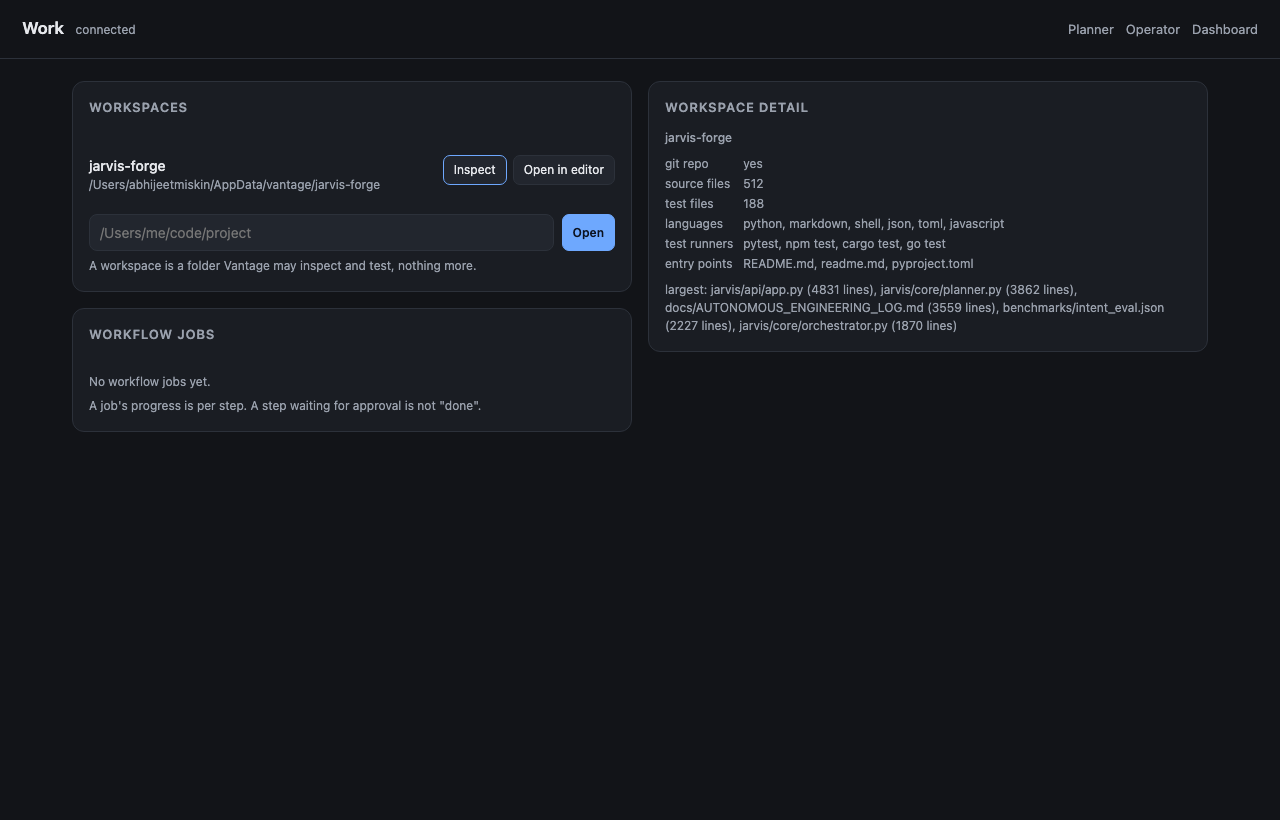 Work connected
Planner Operator Dashboard
WORKSPACES
jarvis-forge
/Users/abhijeetmiskin/AppData/vantage/jarvis-forge
Inspect
Open in editor
/Users/me/code/project
Open
A workspace is a folder Vantage may inspect and test, nothing more.
WORKFLOW JOBS
No workflow jobs yet.
A job's progress is per step. A step waiting for approval is not "done".
WORKSPACE DETAIL
jarvis-forge
git repo yes
source files 512
test files 188
languages python, markdown, shell, json, toml, javascript
test runners pytest, npm test, cargo test, go test
entry points README.md, readme.md, pyproject.toml
largest: jarvis/api/app.py (4831 lines), jarvis/core/planner.py (3862 lines),
docs/AUTONOMOUS_ENGINEERING_LOG.md (3559 lines), benchmarks/intent_eval.json
(2227 lines), jarvis/core/orchestrator.py (1870 lines)